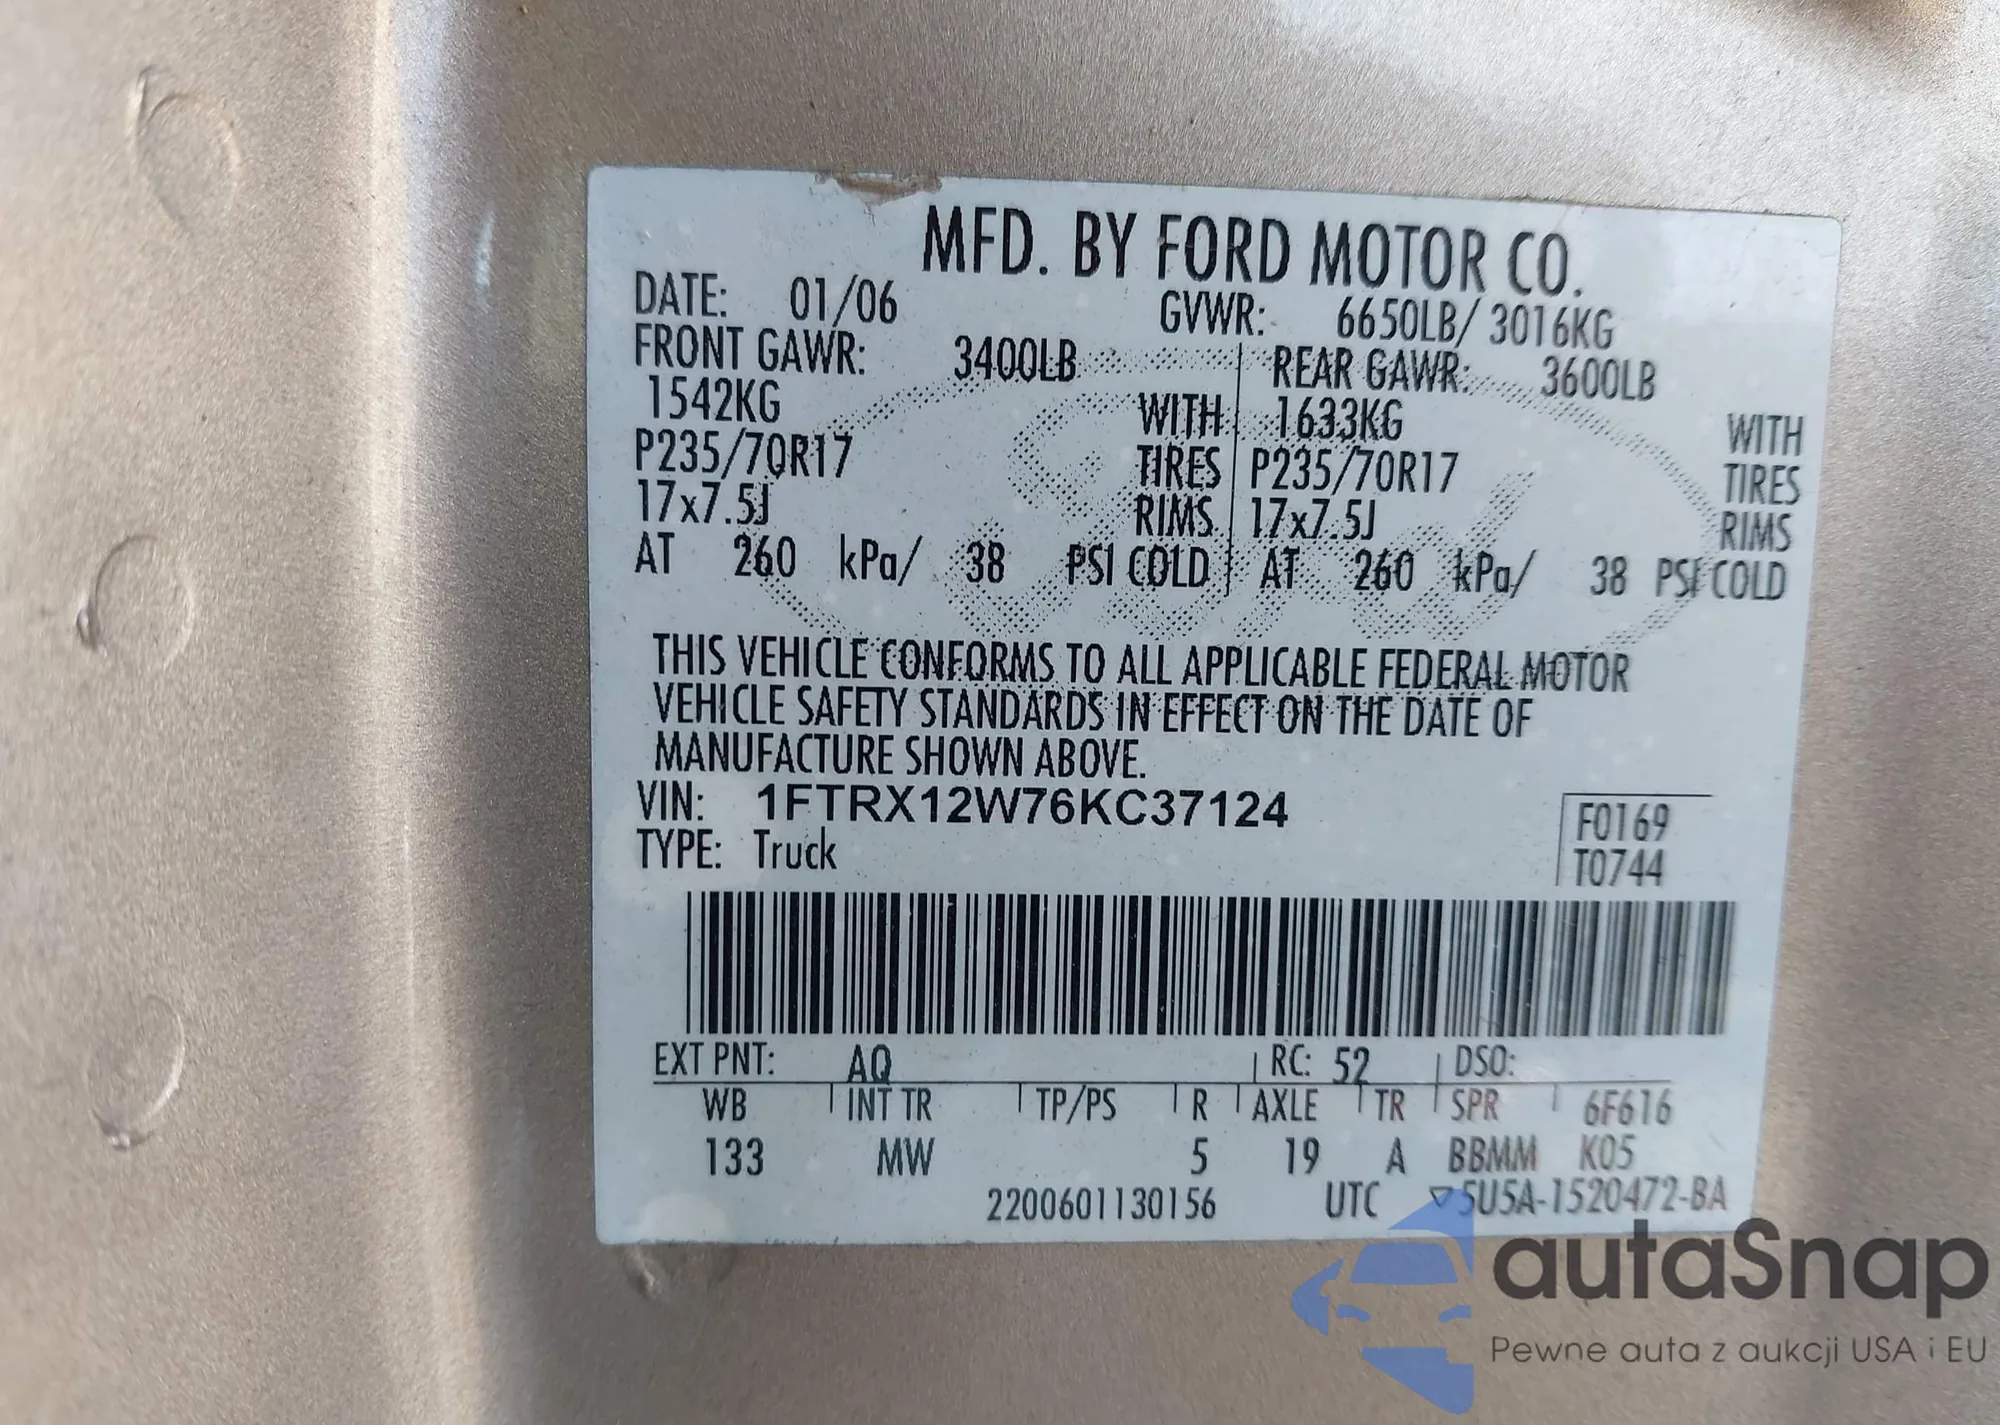 MFD. BY FORD MOTOR CO.
DATE: 01/06 GVWR: 6650LB/ 3016KG
FRONT GAWR: 3400LB REAR GAWR: 3600LB
1542KG WITH 1633KG WITH
P235/70R17 TIRES P235/70R17 TIRES
17x7.5J RIMS 17x7.5J RIMS
AT 260 kPa/ 38 PSI COLD AT 260 kPa/ 38 PSI COLD
THIS VEHICLE CONFORMS TO ALL APPLICABLE FEDERAL MOTOR
VEHICLE SAFETY STANDARDS IN EFFECT ON THE DATE OF
MANUFACTURE SHOWN ABOVE.
VIN: 1FTRX12W76KC37124
F0169
TYPE: Truck
T0744
EXT PNT: AQ RC: 52 DSO:
WB INT TR TP/PS R AXLE TR SPR 6F616
133 MW 5 19 A BBMM K05
2200601130156 UTC ▽5U5A-1520472-BA
autaSnap
Pewne auta z aukcji USA i EU